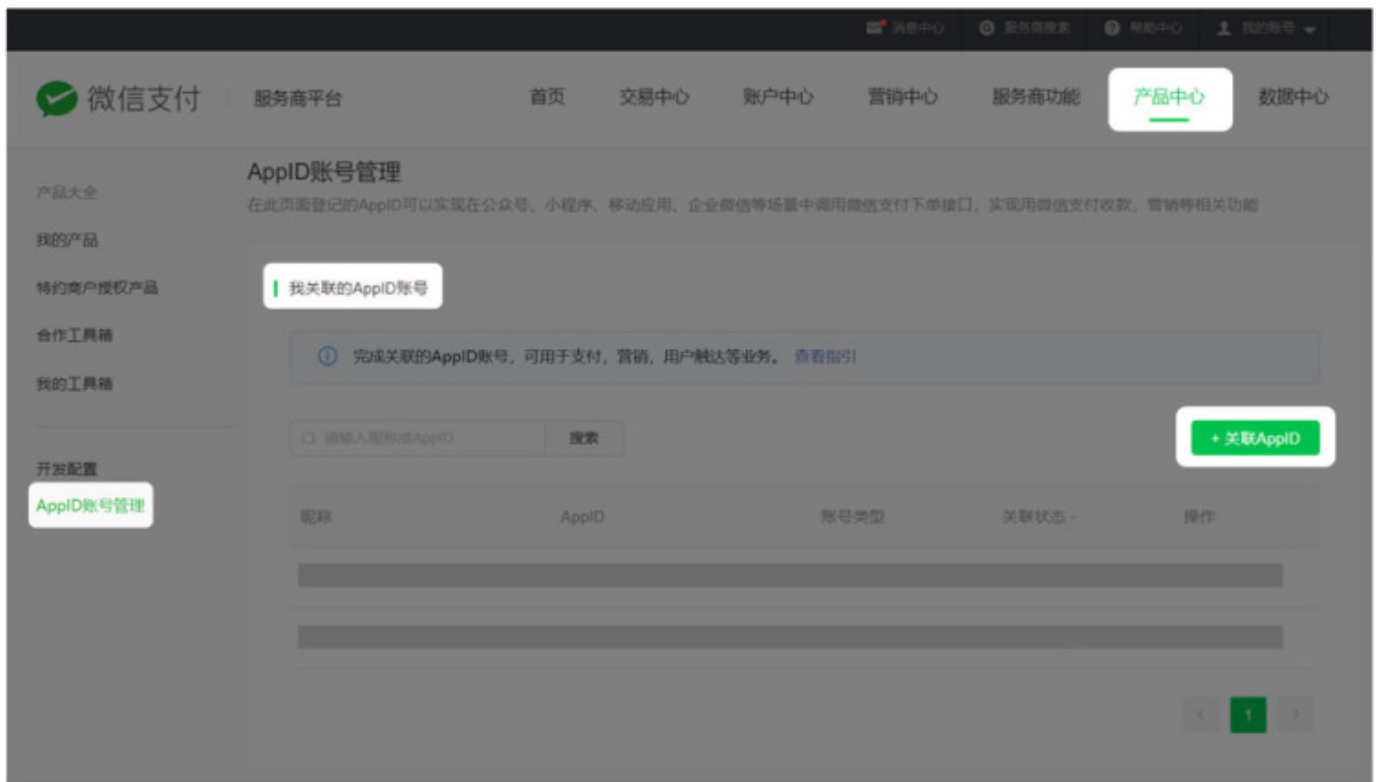 消息中心 服务商搜索 帮助中心 我的账号
微信支付 服务商平台 首页 交易中心 账户中心 营销中心 服务商功能 产品中心 数据中心
AppID账号管理
产品大全
在此页面登记的AppID可以实现在公众号、小程序、移动应用、企业微信等场景中调用微信支付下单接口，实现用微信支付收款，营销等相关功能
我的产品
特约商户授权产品
我关联的AppID账号
合作工具箱
完成关联的AppID账号，可用于支付，营销，用户触达等业务。 查看指引
我的工具箱
请输入昵称或AppID 搜索
+ 关联AppID
开发配置
AppID账号管理
昵称 AppID 账号类型 关联状态 操作
< 1 >